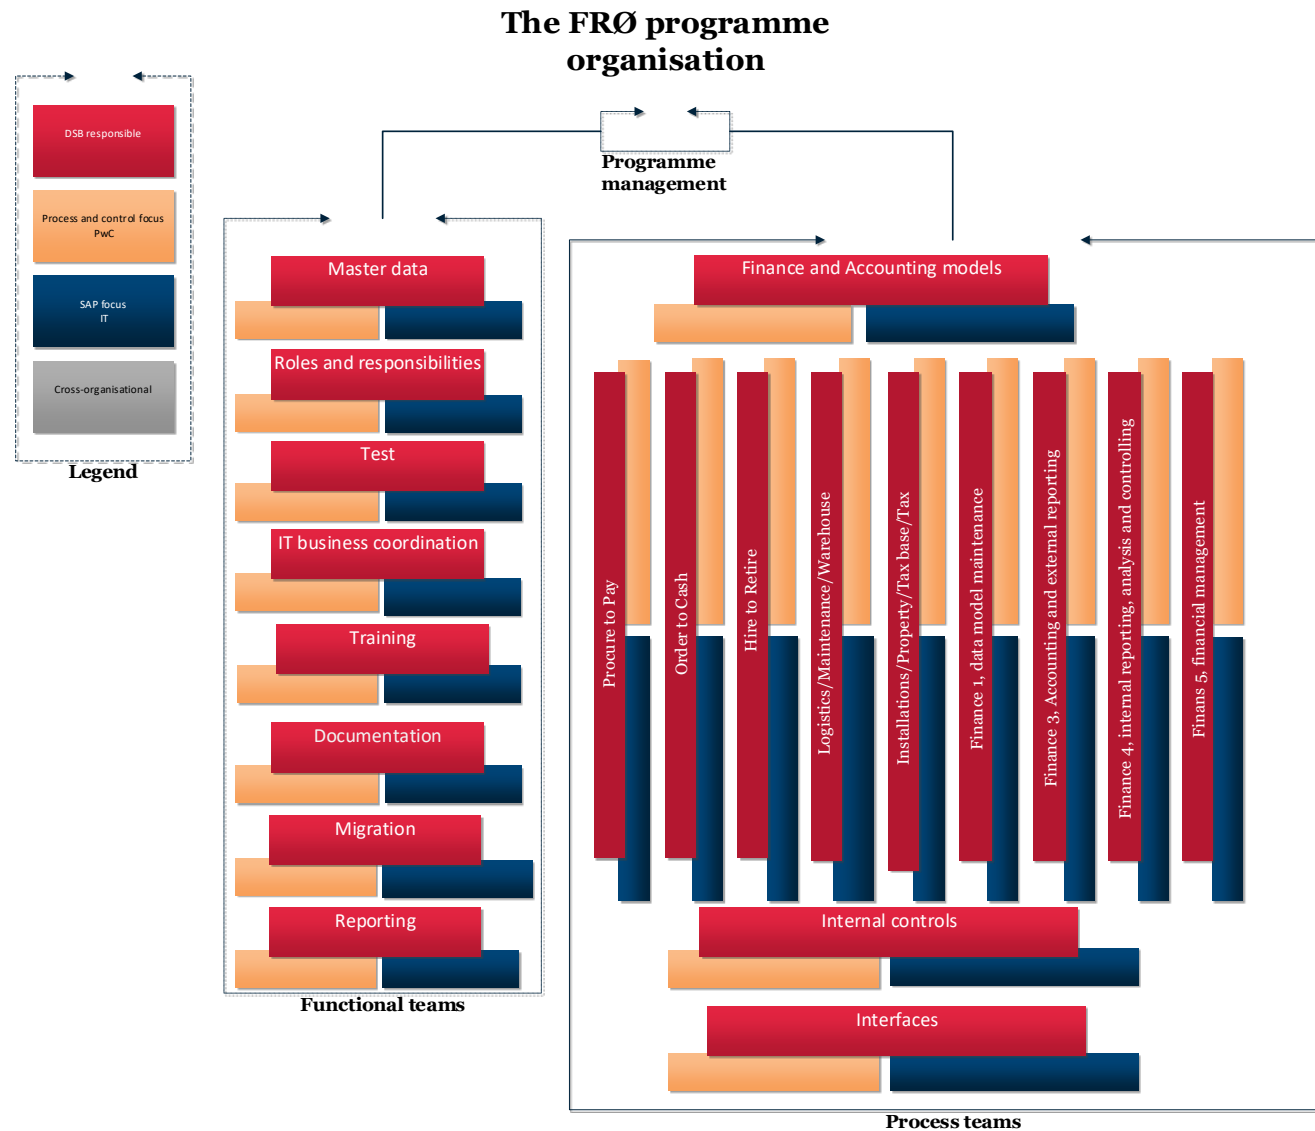 The FRØ programme
organisation
DSB responsible
Process and control focus
PwC
SAP focus
IT
Cross-organisational
Legend
Programme
management
Master data
Roles and responsibilities
Test
IT business coordination
Training
Documentation
Migration
Reporting
Functional teams
Finance and Accounting models
Procure to Pay
Order to Cash
Hire to Retire
Logistics/Maintenance/Warehouse
Installations/Property/Tax base/Tax
Finance 1, data model maintenance
Finance 3, Accounting and external reporting
Finance 4, internal reporting, analysis and controlling
Finans 5, financial management
Internal controls
Interfaces
Process teams